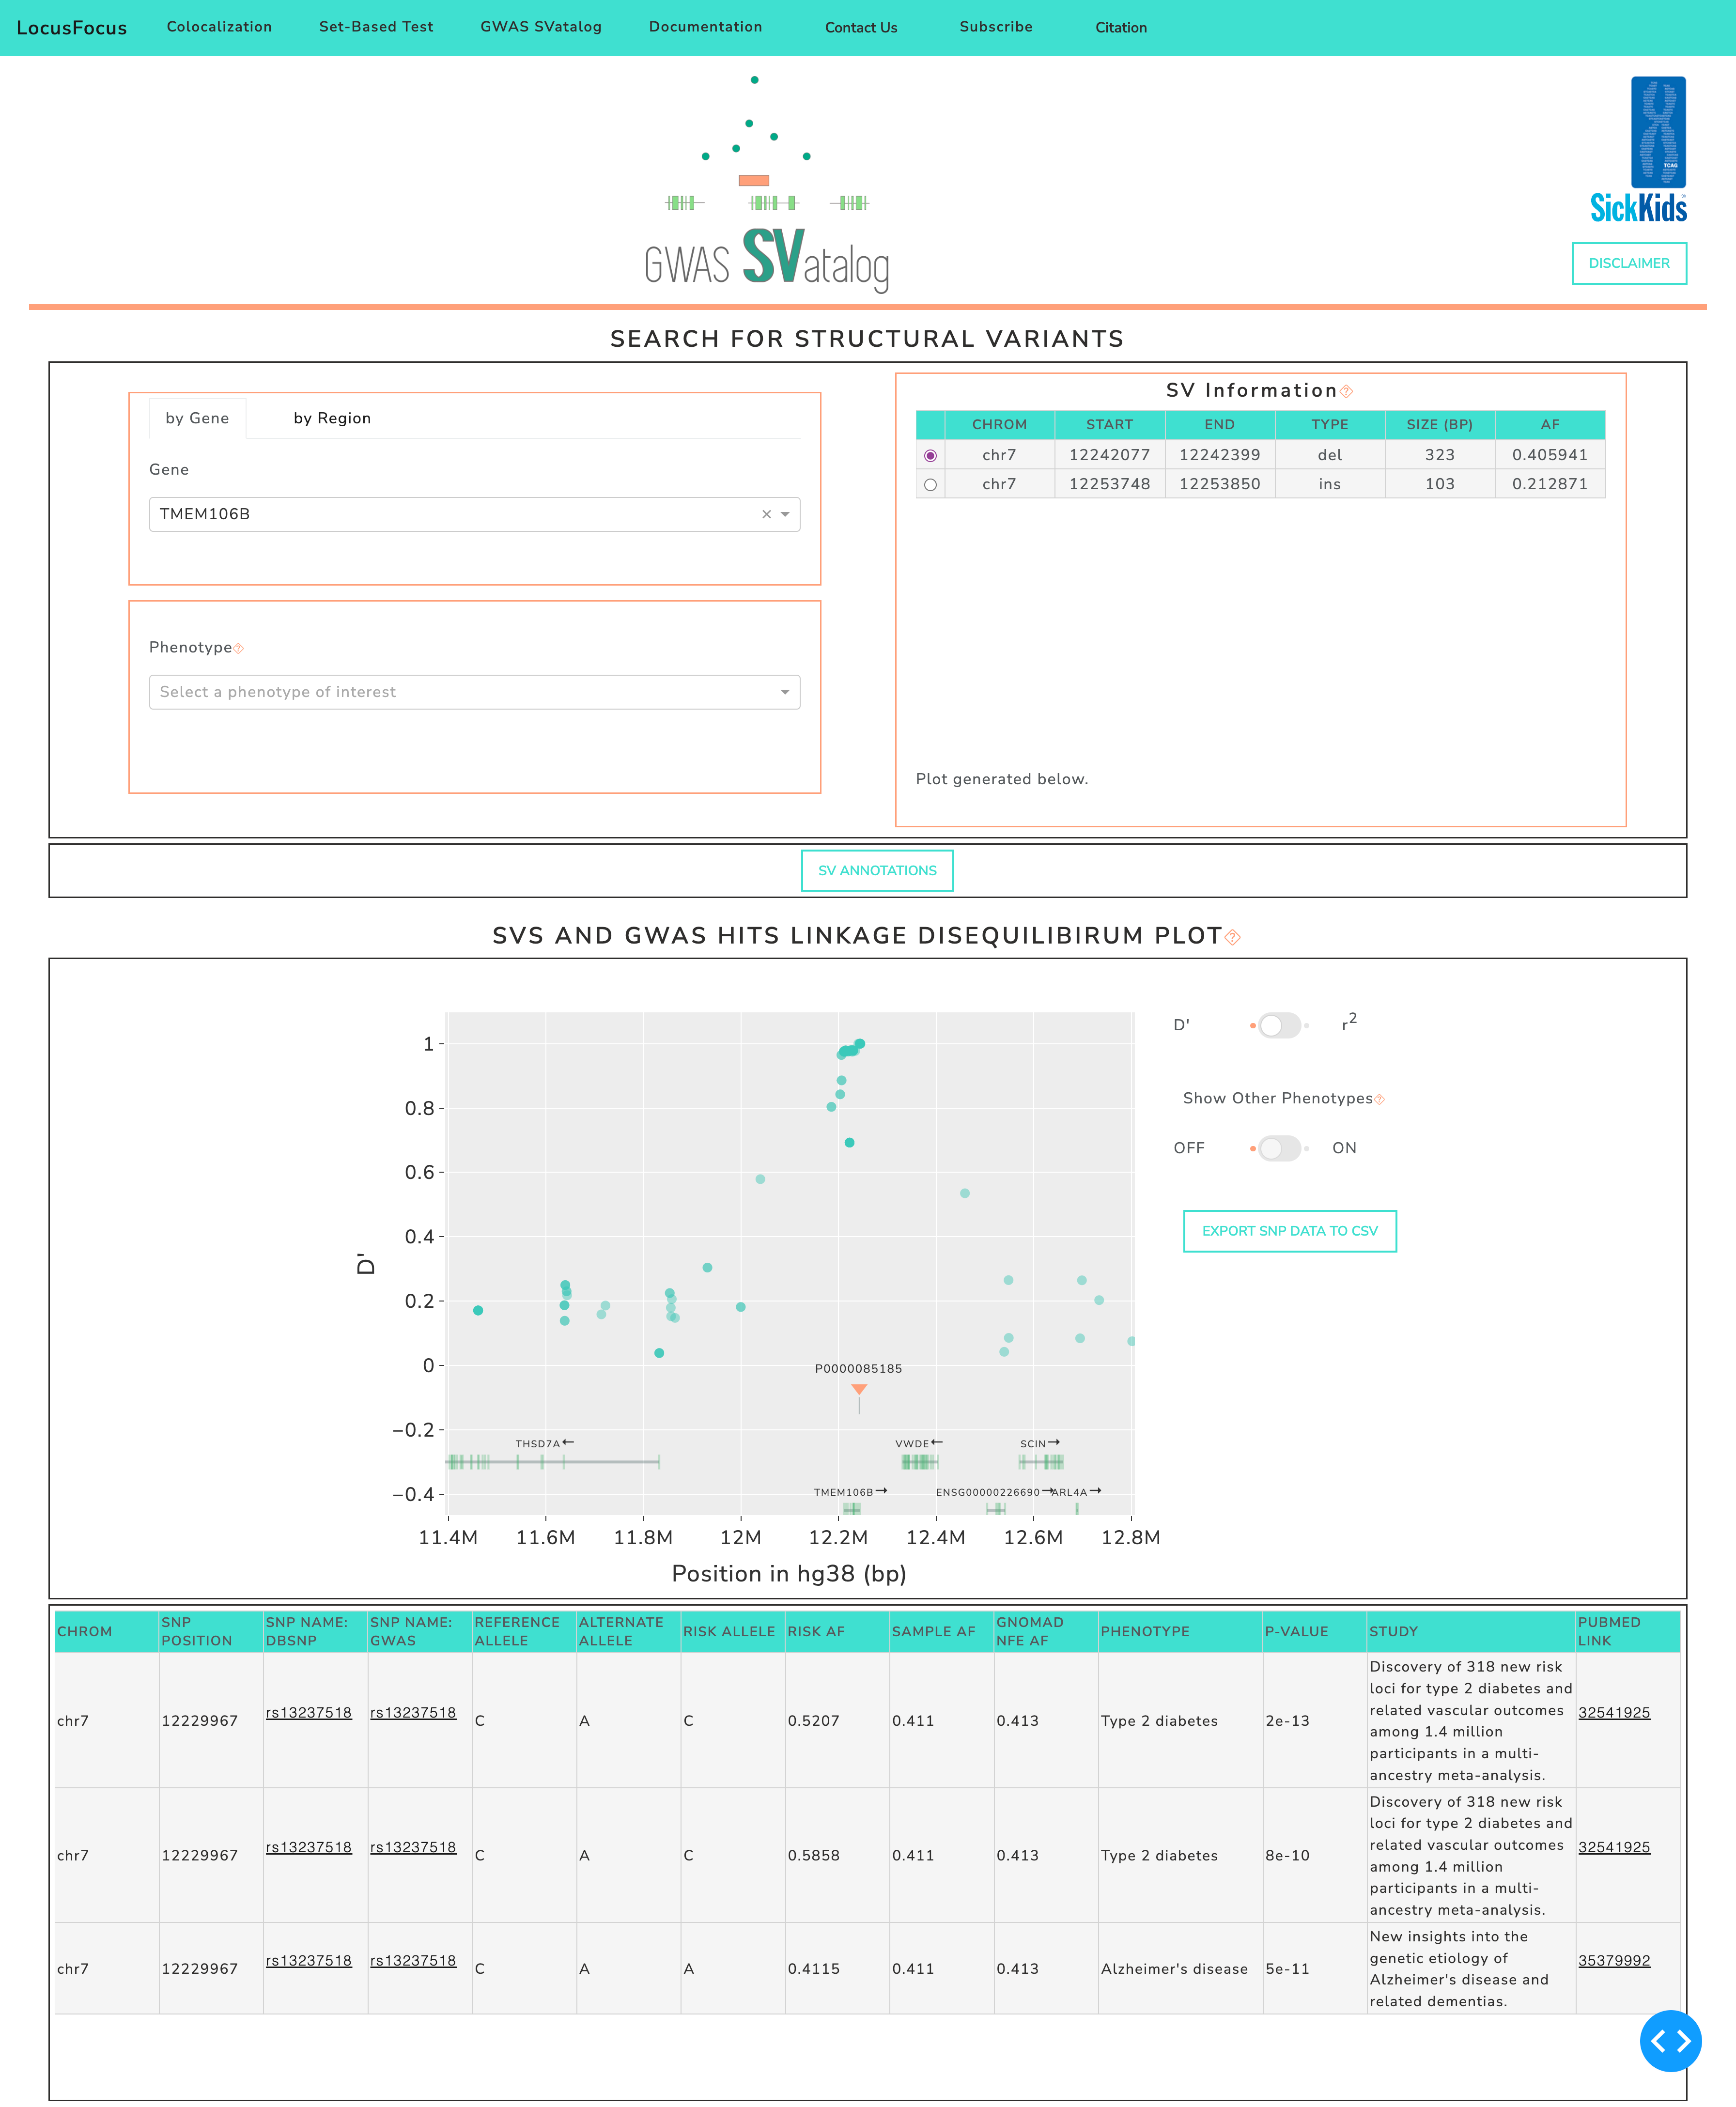 LocusFocus Colocalization Set-Based Test GWAS SVatalog Documentation Contact Us Subscribe Citation
TCAG
SickKids®
GWAS SVatalog
DISCLAIMER
SEARCH FOR STRUCTURAL VARIANTS
by Gene by Region
Gene
TMEM106B
Phenotype?
Select a phenotype of interest
SV Information?
CHROM START END TYPE SIZE (BP) AF
chr7 12242077 12242399 del 323 0.405941
chr7 12253748 12253850 ins 103 0.212871
Plot generated below.
SV ANNOTATIONS
SVS AND GWAS HITS LINKAGE DISEQUILIBIRUM PLOT?
D'
1
0.8
0.6
0.4
0.2
0
−0.2
−0.4
P0000085185
THSD7A← VWDE← SCIN→
TMEM106B→ ENSG00000226690→ ARL4A→
11.4M 11.6M 11.8M 12M 12.2M 12.4M 12.6M 12.8M
Position in hg38 (bp)
D' r2
Show Other Phenotypes?
OFF ON
EXPORT SNP DATA TO CSV
CHROM SNP POSITION SNP NAME: DBSNP SNP NAME: GWAS REFERENCE ALLELE ALTERNATE ALLELE RISK ALLELE RISK AF SAMPLE AF GNOMAD NFE AF PHENOTYPE P-VALUE STUDY PUBMED LINK
chr7 12229967 rs13237518 rs13237518 C A C 0.5207 0.411 0.413 Type 2 diabetes 2e-13 Discovery of 318 new risk loci for type 2 diabetes and related vascular outcomes among 1.4 million participants in a multi-ancestry meta-analysis. 32541925
chr7 12229967 rs13237518 rs13237518 C A C 0.5858 0.411 0.413 Type 2 diabetes 8e-10 Discovery of 318 new risk loci for type 2 diabetes and related vascular outcomes among 1.4 million participants in a multi-ancestry meta-analysis. 32541925
chr7 12229967 rs13237518 rs13237518 C A A 0.4115 0.411 0.413 Alzheimer's disease 5e-11 New insights into the genetic etiology of Alzheimer's disease and related dementias. 35379992